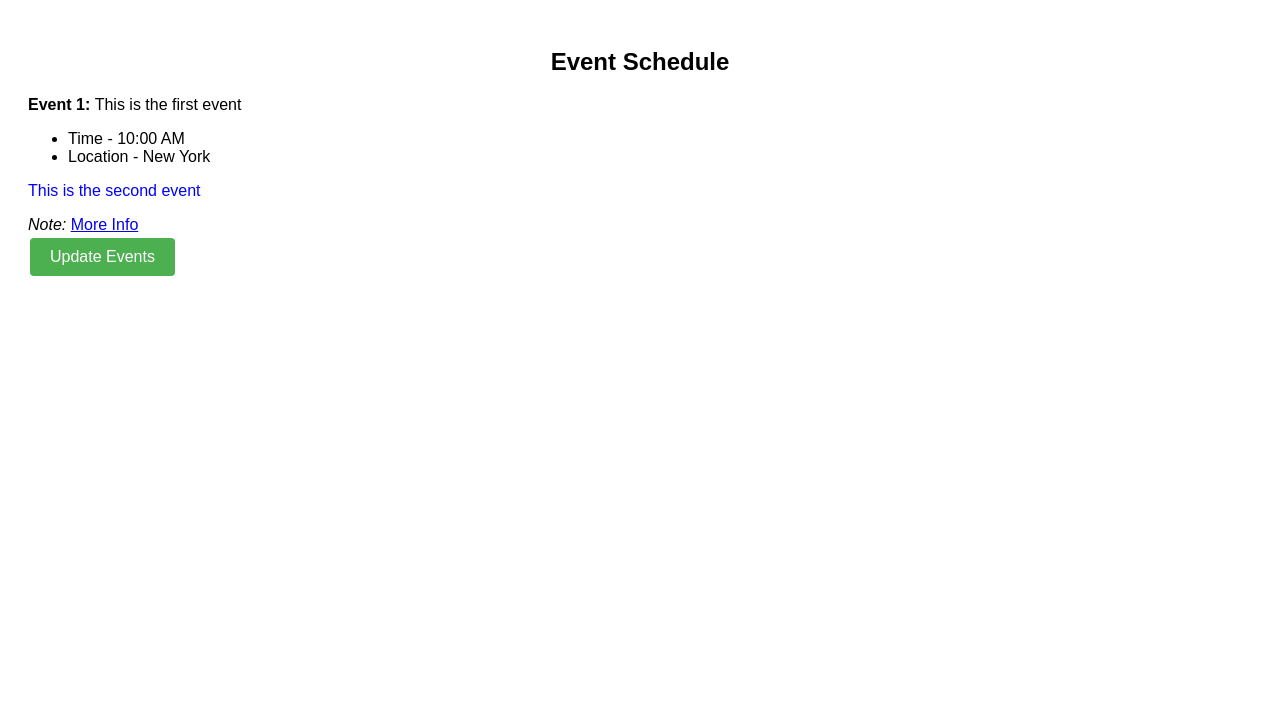 Event Schedule
Event 1: This is the first event
Time - 10:00 AM
Location - New York
This is the second event
Note: More Info
Update Events